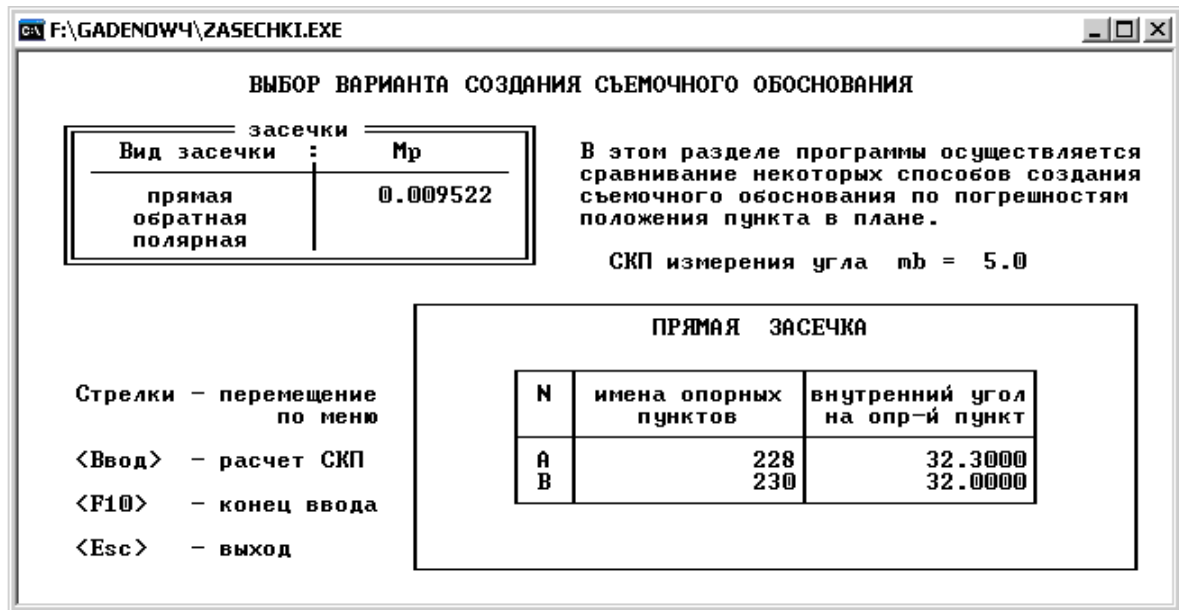 F:\GADENOWЧ\ZASECHKI.EXE
ВЫБОР ВАРИАНТА СОЗДАНИЯ СЪЕМОЧНОГО ОБОСНОВАНИЯ
засечки
Вид засечки : Mp
прямая 0.009522
обратная
полярная
В этом разделе программы осуществляется
сравнивание некоторых способов создания
съемочного обоснования по погрешностям
положения пункта в плане.
СКП измерения угла mb = 5.0
ПРЯМАЯ ЗАСЕЧКА
N имена опорных пунктов внутренний угол на опр-й пункт
A 228 32.3000
B 230 32.0000
Стрелки - перемещение
по меню
<Ввод> - расчет СКП
<F10> - конец ввода
<Esc> - выход